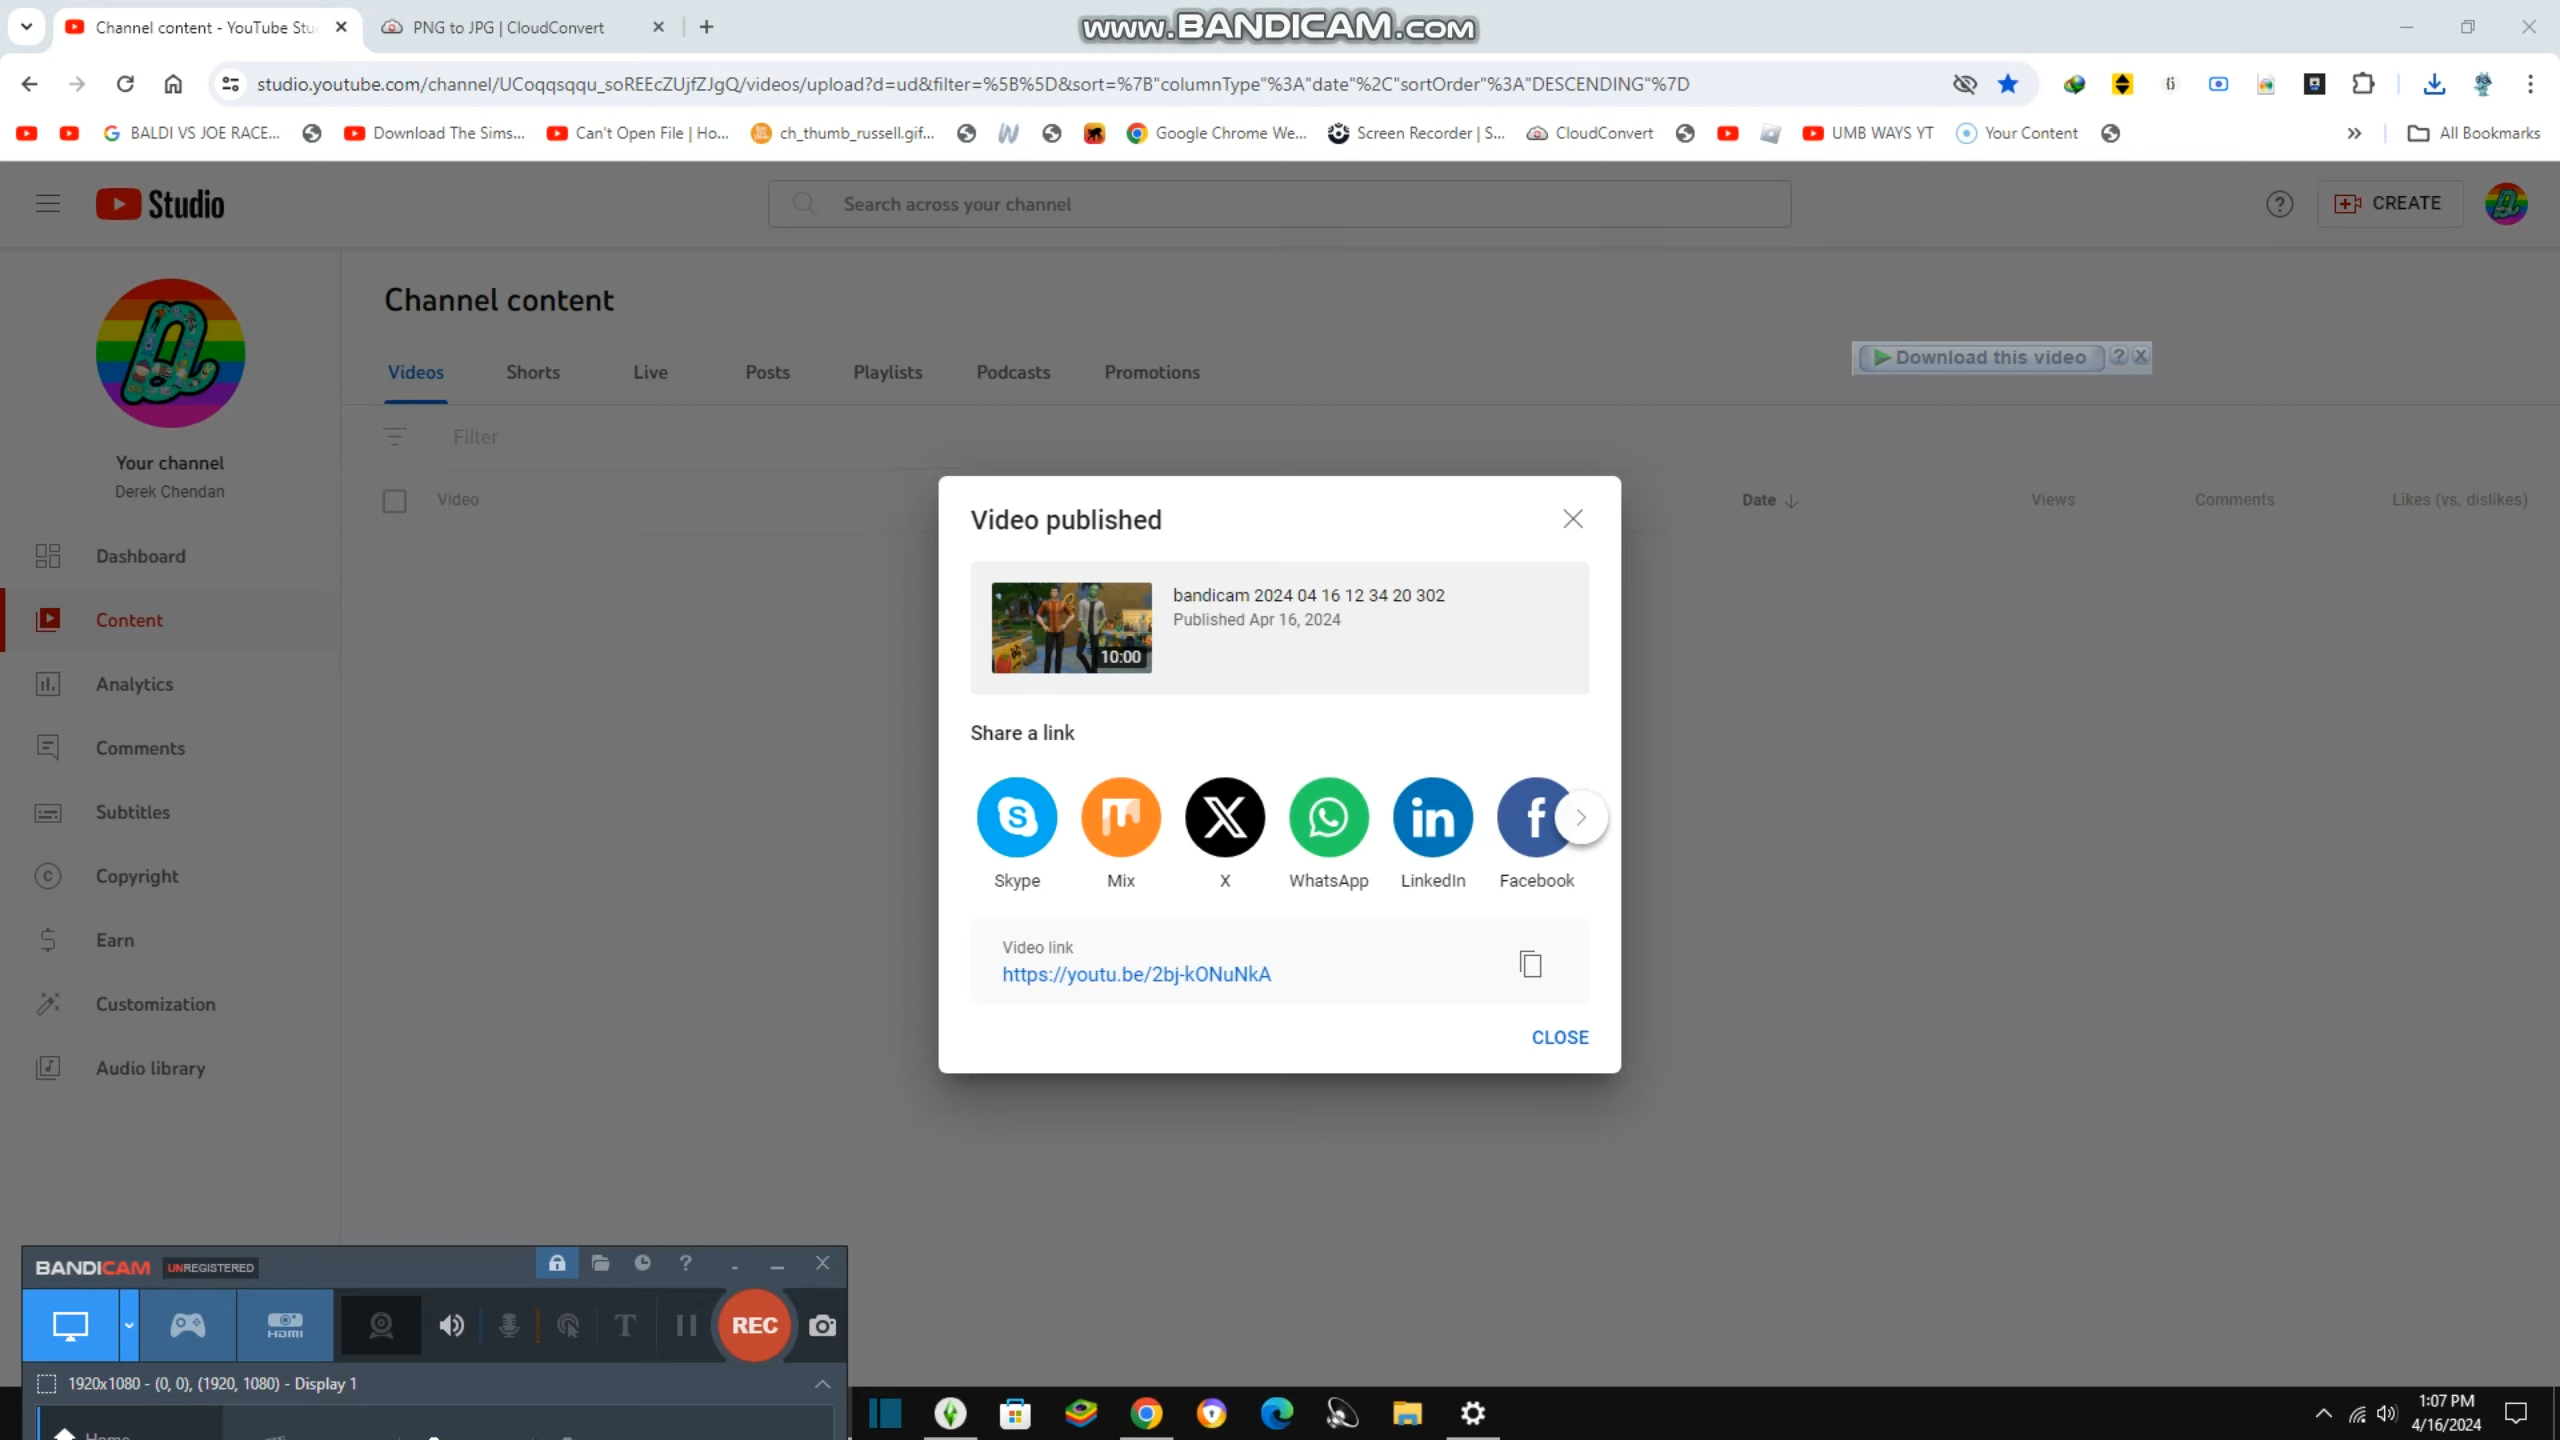 Channel content - YouTube Stu
PNG to JPG | CloudConvert
www.BANDICAM.com
studio.youtube.com/channel/UCoqqsqqu_soREEcZUjfZJgQ/videos/upload?d=ud&filter=%5B%5D&sort=%7B"columnType"%3A"date"%2C"sortOrder"%3A"DESCENDING"%7D
BALDI VS JOE RACE...
Download The Sims...
Can't Open File | Ho...
ch_thumb_russell.gif...
Google Chrome We...
Screen Recorder | S...
CloudConvert
UMB WAYS YT
Your Content
All Bookmarks
Studio
Search across your channel
CREATE
Your channel
Derek Chendan
Dashboard
Content
Analytics
Comments
Subtitles
Copyright
Earn
Customization
Audio library
Channel content
Videos
Shorts
Live
Posts
Playlists
Podcasts
Promotions
Download this video
Filter
Video
Date
Views
Comments
Likes (vs. dislikes)
Video published
10:00
bandicam 2024 04 16 12 34 20 302
Published Apr 16, 2024
Share a link
Skype
Mix
X
WhatsApp
LinkedIn
Facebook
Video link
https://youtu.be/2bj-kONuNkA
CLOSE
BANDICAM UNREGISTERED
HDMI
REC
1920x1080 - (0, 0), (1920, 1080) - Display 1
Home
1:07 PM
4/16/2024